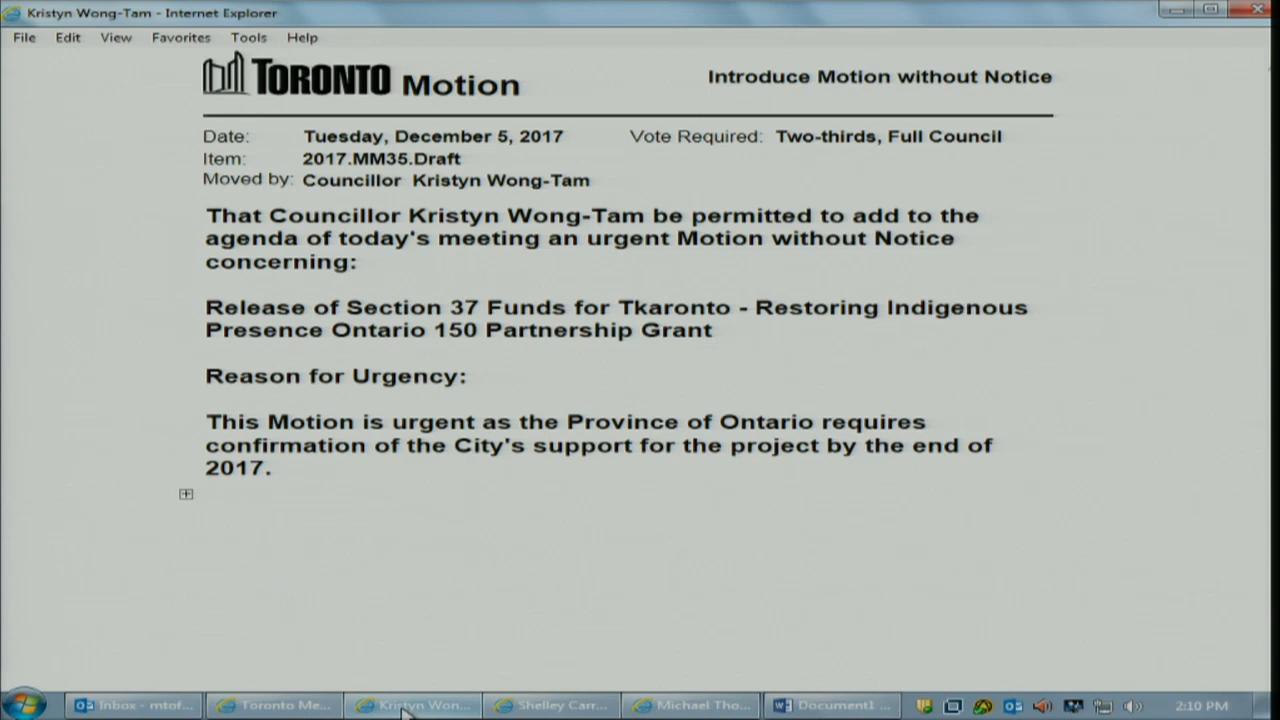 Kristyn Wong-Tam - Internet Explorer
File Edit View Favorites Tools Help
TORONTO Motion Introduce Motion without Notice
Date: Tuesday, December 5, 2017 Vote Required: Two-thirds, Full Council
Item: 2017.MM35.Draft
Moved by: Councillor Kristyn Wong-Tam
That Councillor Kristyn Wong-Tam be permitted to add to the
agenda of today's meeting an urgent Motion without Notice
concerning:
Release of Section 37 Funds for Tkaronto - Restoring Indigenous
Presence Ontario 150 Partnership Grant
Reason for Urgency:
This Motion is urgent as the Province of Ontario requires
confirmation of the City's support for the project by the end of
2017.
Inbox - mtof... Toronto Me... Kristyn Won... Shelley Carr... Michael Tho... Document1 ... 2:10 PM